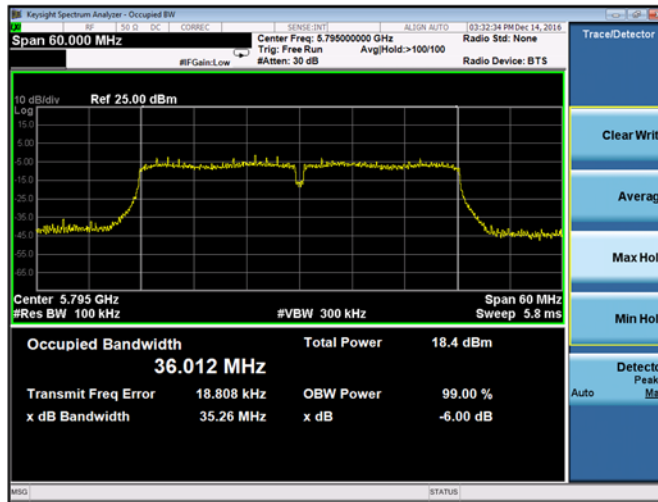 Keysight Spectrum Analyzer - Occupied BW
RF 50 Ω DC CORREC SENSE:INT ALIGN AUTO 03:32:34 PM Dec 14, 2016
Span 60.000 MHz
Center Freq: 5.795000000 GHz
Radio Std: None
Trig: Free Run Avg|Hold:>100/100
#IFGain:Low
#Atten: 30 dB
Radio Device: BTS
Trace/Detector
10 dB/div Ref 25.00 dBm
Log
15.0
5.00
-5.00
-15.0
-25.0
-35.0
-45.0
-55.0
-65.0
Clear Writ
Averag
Max Hol
Min Hol
Detecto
Peak
Auto Ma
Center 5.795 GHz
Span 60 MHz
#Res BW 100 kHz
#VBW 300 kHz
Sweep 5.8 ms
Occupied Bandwidth
36.012 MHz
Total Power 18.4 dBm
Transmit Freq Error 18.808 kHz
OBW Power 99.00 %
x dB Bandwidth 35.26 MHz
x dB -6.00 dB
MSG
STATUS